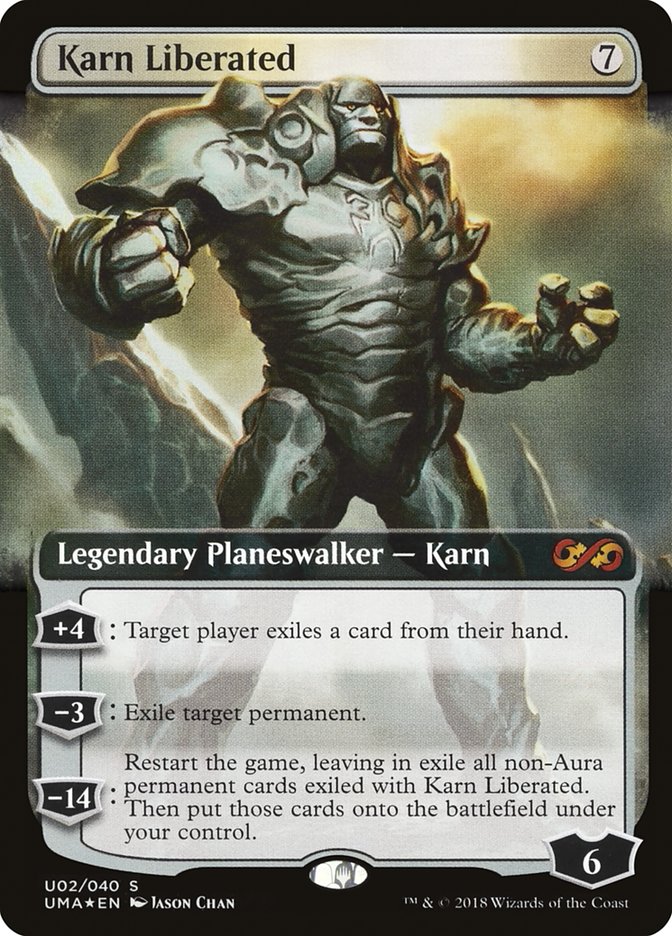 Karn Liberated 7
Legendary Planeswalker — Karn
+4 : Target player exiles a card from their hand.
−3 : Exile target permanent.
Restart the game, leaving in exile all non-Aura
−14 : permanent cards exiled with Karn Liberated.
Then put those cards onto the battlefield under
your control.
6
U02/040 S
UMA★EN Jason Chan
™ & © 2018 Wizards of the Coast